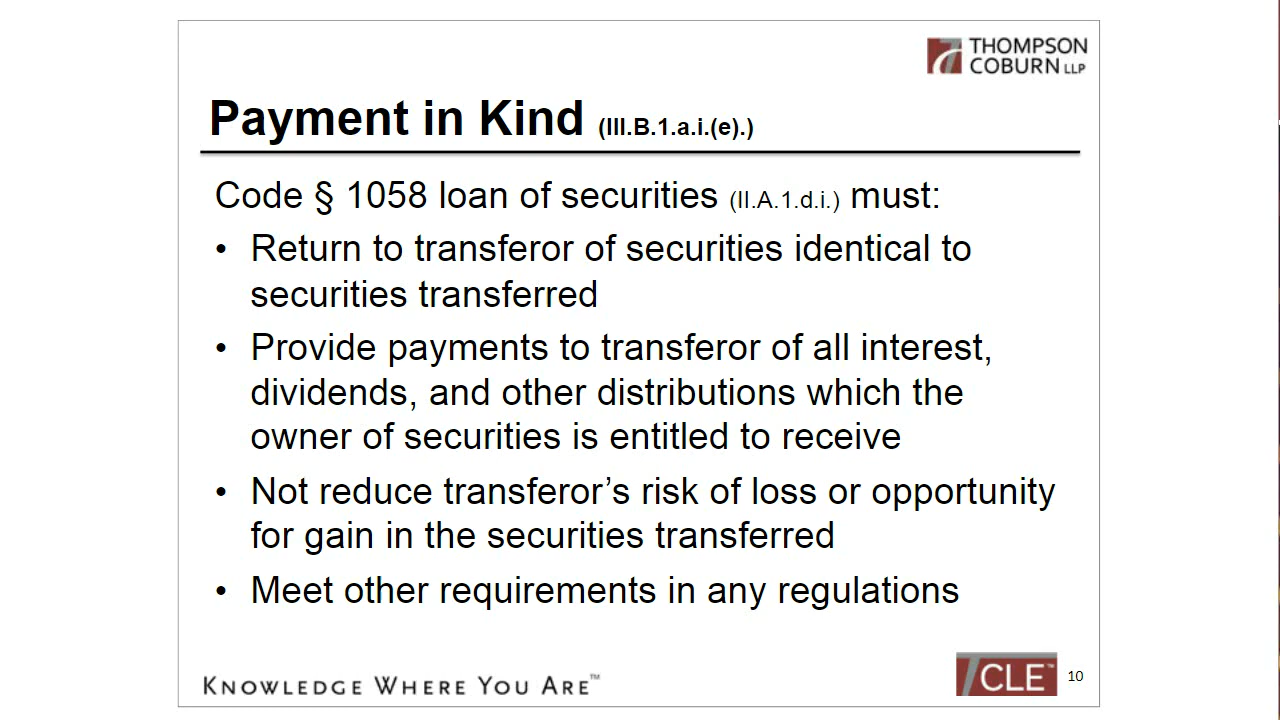 THOMPSON
COBURN LLP
Payment in Kind (III.B.1.a.i.(e).)
Code § 1058 loan of securities (II.A.1.d.i.) must:
• Return to transferor of securities identical to
securities transferred
• Provide payments to transferor of all interest,
dividends, and other distributions which the
owner of securities is entitled to receive
• Not reduce transferor’s risk of loss or opportunity
for gain in the securities transferred
• Meet other requirements in any regulations
KNOWLEDGE WHERE YOU ARE™
CLE™
10